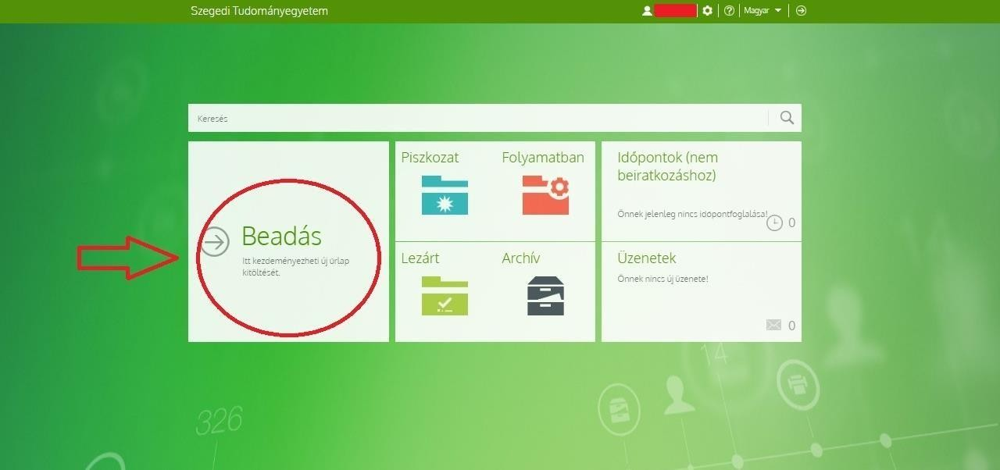 Szegedi Tudományegyetem
Magyar
Keresés
Beadás
Itt kezdeményezheti új űrlap
kitöltését.
Piszkozat
Folyamatban
Lezárt
Archív
Időpontok (nem
beiratkozáshoz)
Önnek jelenleg nincs időpontfoglalása!
0
Üzenetek
Önnek nincs új üzenete!
0
14
14
326